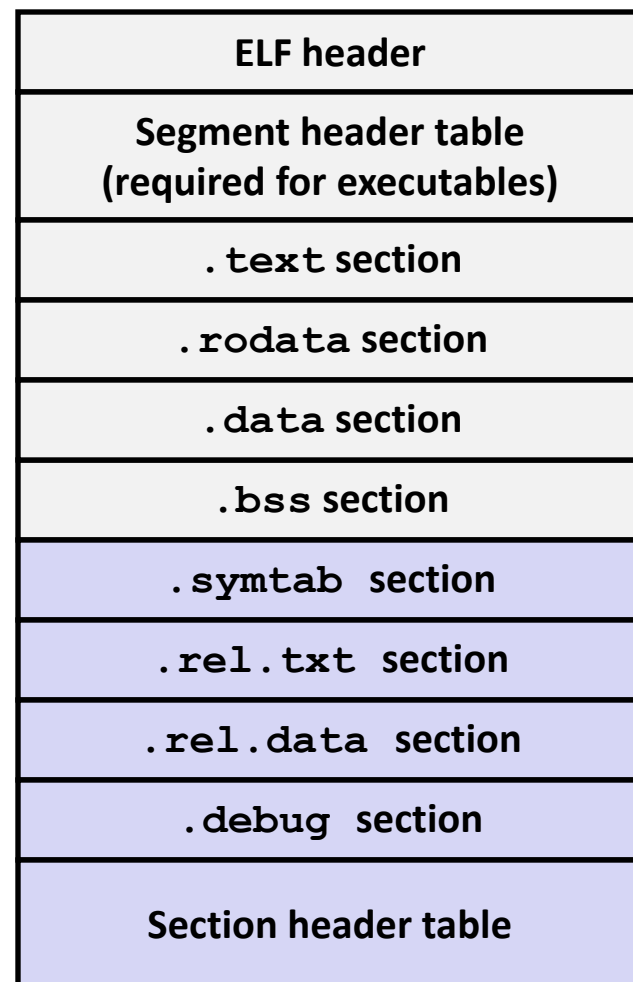 ELF header
Segment header table
(required for executables)
.text section
.rodata section
.data section
.bss section
.symtab section
.rel.txt section
.rel.data section
.debug section
Section header table